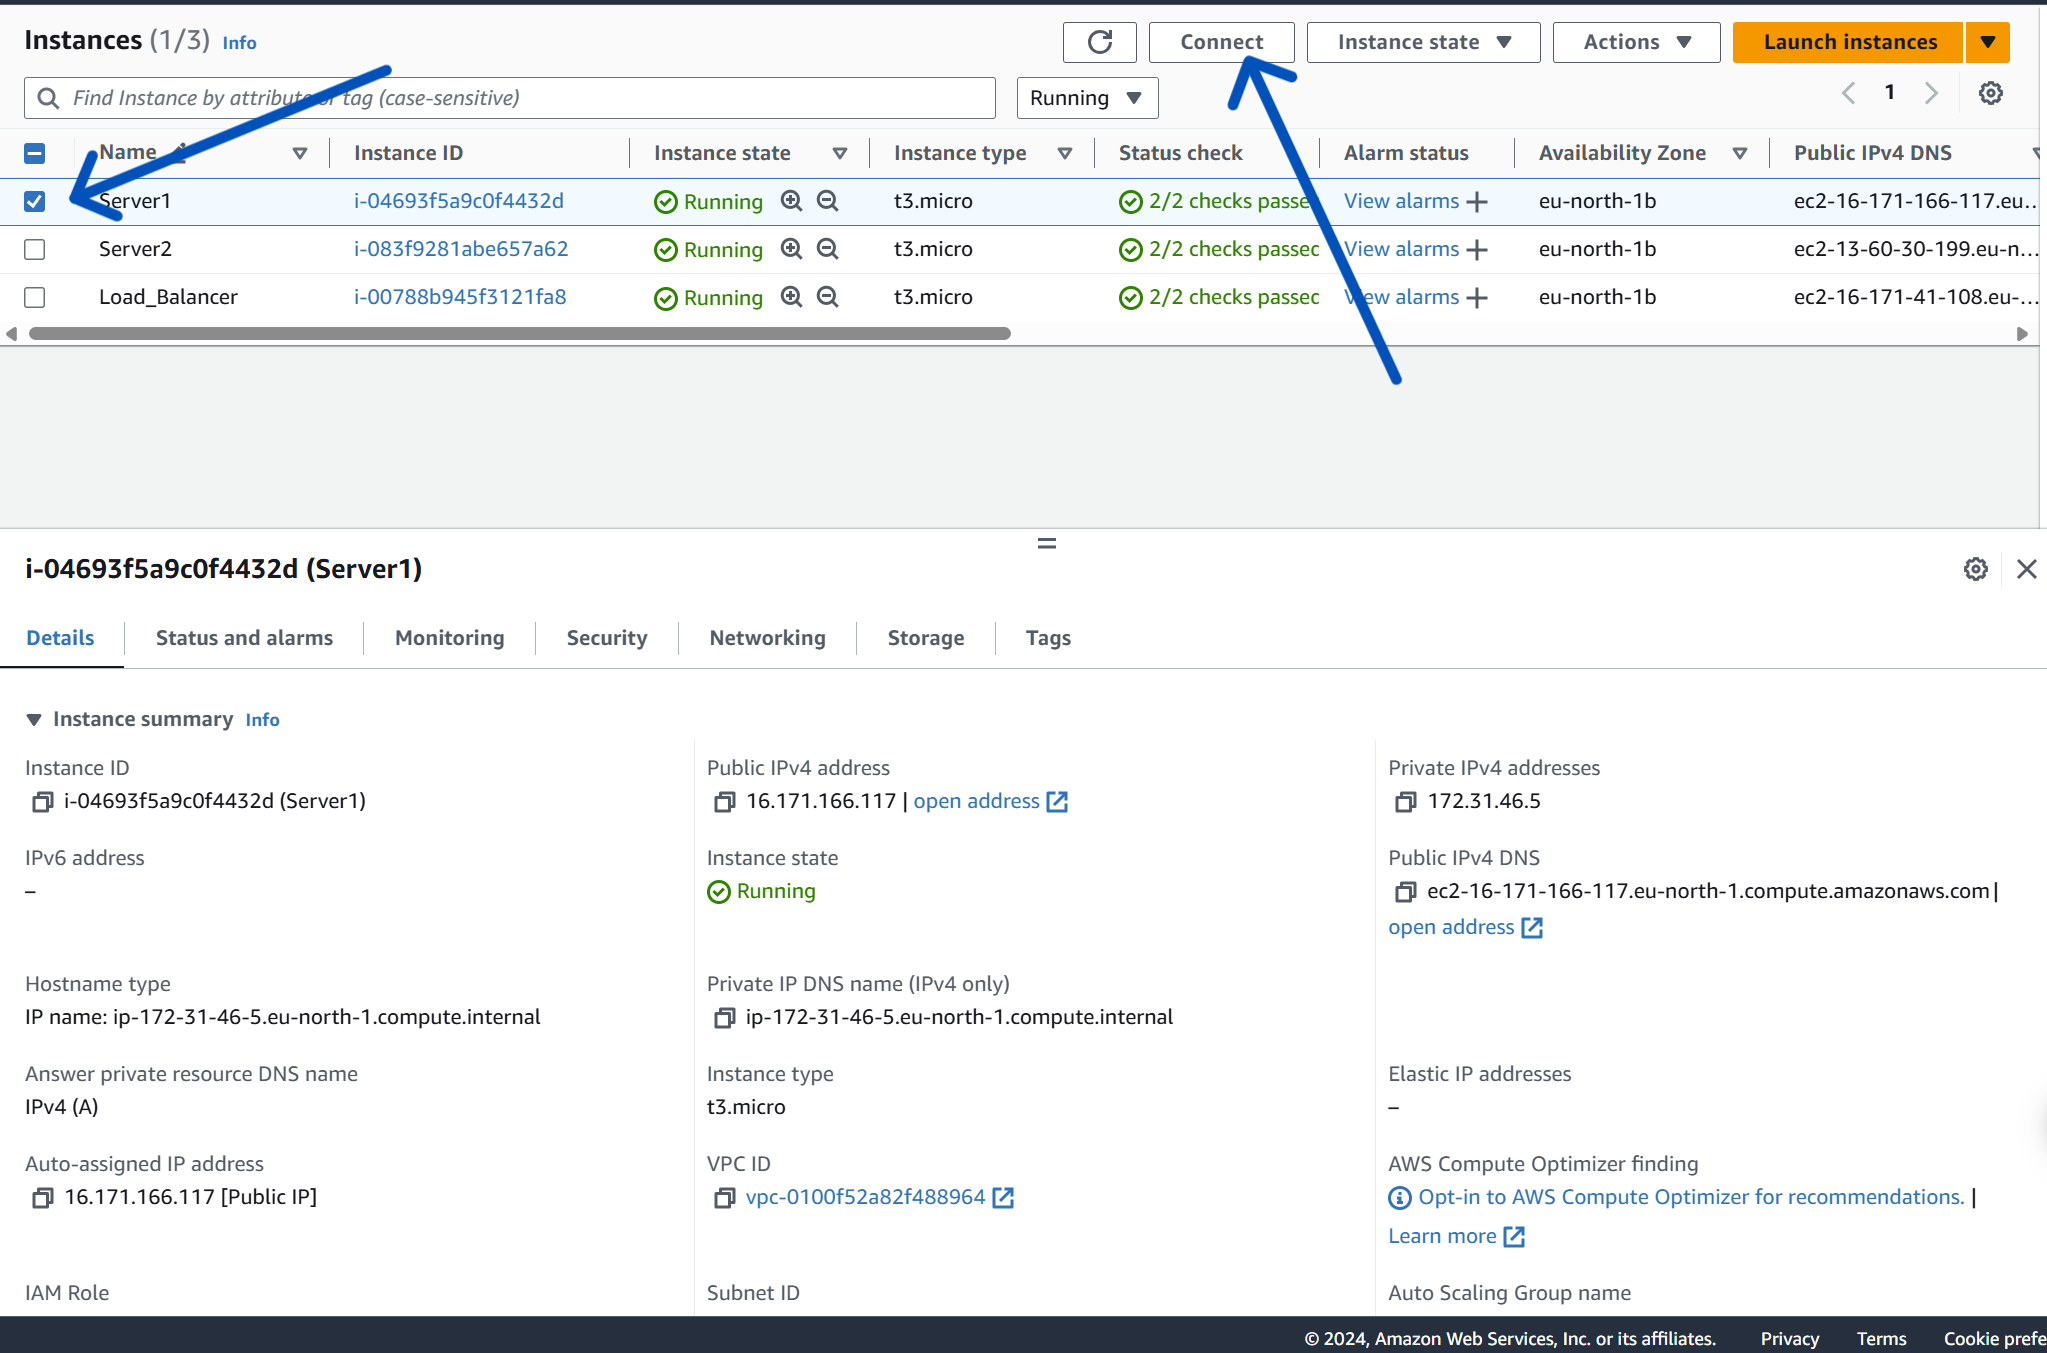 Instances (1/3) Info
Connect
Instance state
Actions
Launch instances
Find Instance by attribute or tag (case-sensitive)
Running
1
Name Instance ID Instance state Instance type Status check Alarm status Availability Zone Public IPv4 DNS
Server1 i-04693f5a9c0f4432d Running t3.micro 2/2 checks passed View alarms eu-north-1b ec2-16-171-166-117.eu...
Server2 i-083f9281abe657a62 Running t3.micro 2/2 checks passed View alarms eu-north-1b ec2-13-60-30-199.eu-n...
Load_Balancer i-00788b945f3121fa8 Running t3.micro 2/2 checks passed View alarms eu-north-1b ec2-16-171-41-108.eu-...
i-04693f5a9c0f4432d (Server1)
Details Status and alarms Monitoring Security Networking Storage Tags
Instance summary Info
Instance ID
i-04693f5a9c0f4432d (Server1)
Public IPv4 address
16.171.166.117 | open address
Private IPv4 addresses
172.31.46.5
IPv6 address
–
Instance state
Running
Public IPv4 DNS
ec2-16-171-166-117.eu-north-1.compute.amazonaws.com |
open address
Hostname type
IP name: ip-172-31-46-5.eu-north-1.compute.internal
Private IP DNS name (IPv4 only)
ip-172-31-46-5.eu-north-1.compute.internal
Answer private resource DNS name
IPv4 (A)
Instance type
t3.micro
Elastic IP addresses
–
Auto-assigned IP address
16.171.166.117 [Public IP]
VPC ID
vpc-0100f52a82f488964
AWS Compute Optimizer finding
Opt-in to AWS Compute Optimizer for recommendations. |
Learn more
IAM Role
Subnet ID
Auto Scaling Group name
© 2024, Amazon Web Services, Inc. or its affiliates. Privacy Terms Cookie prefe